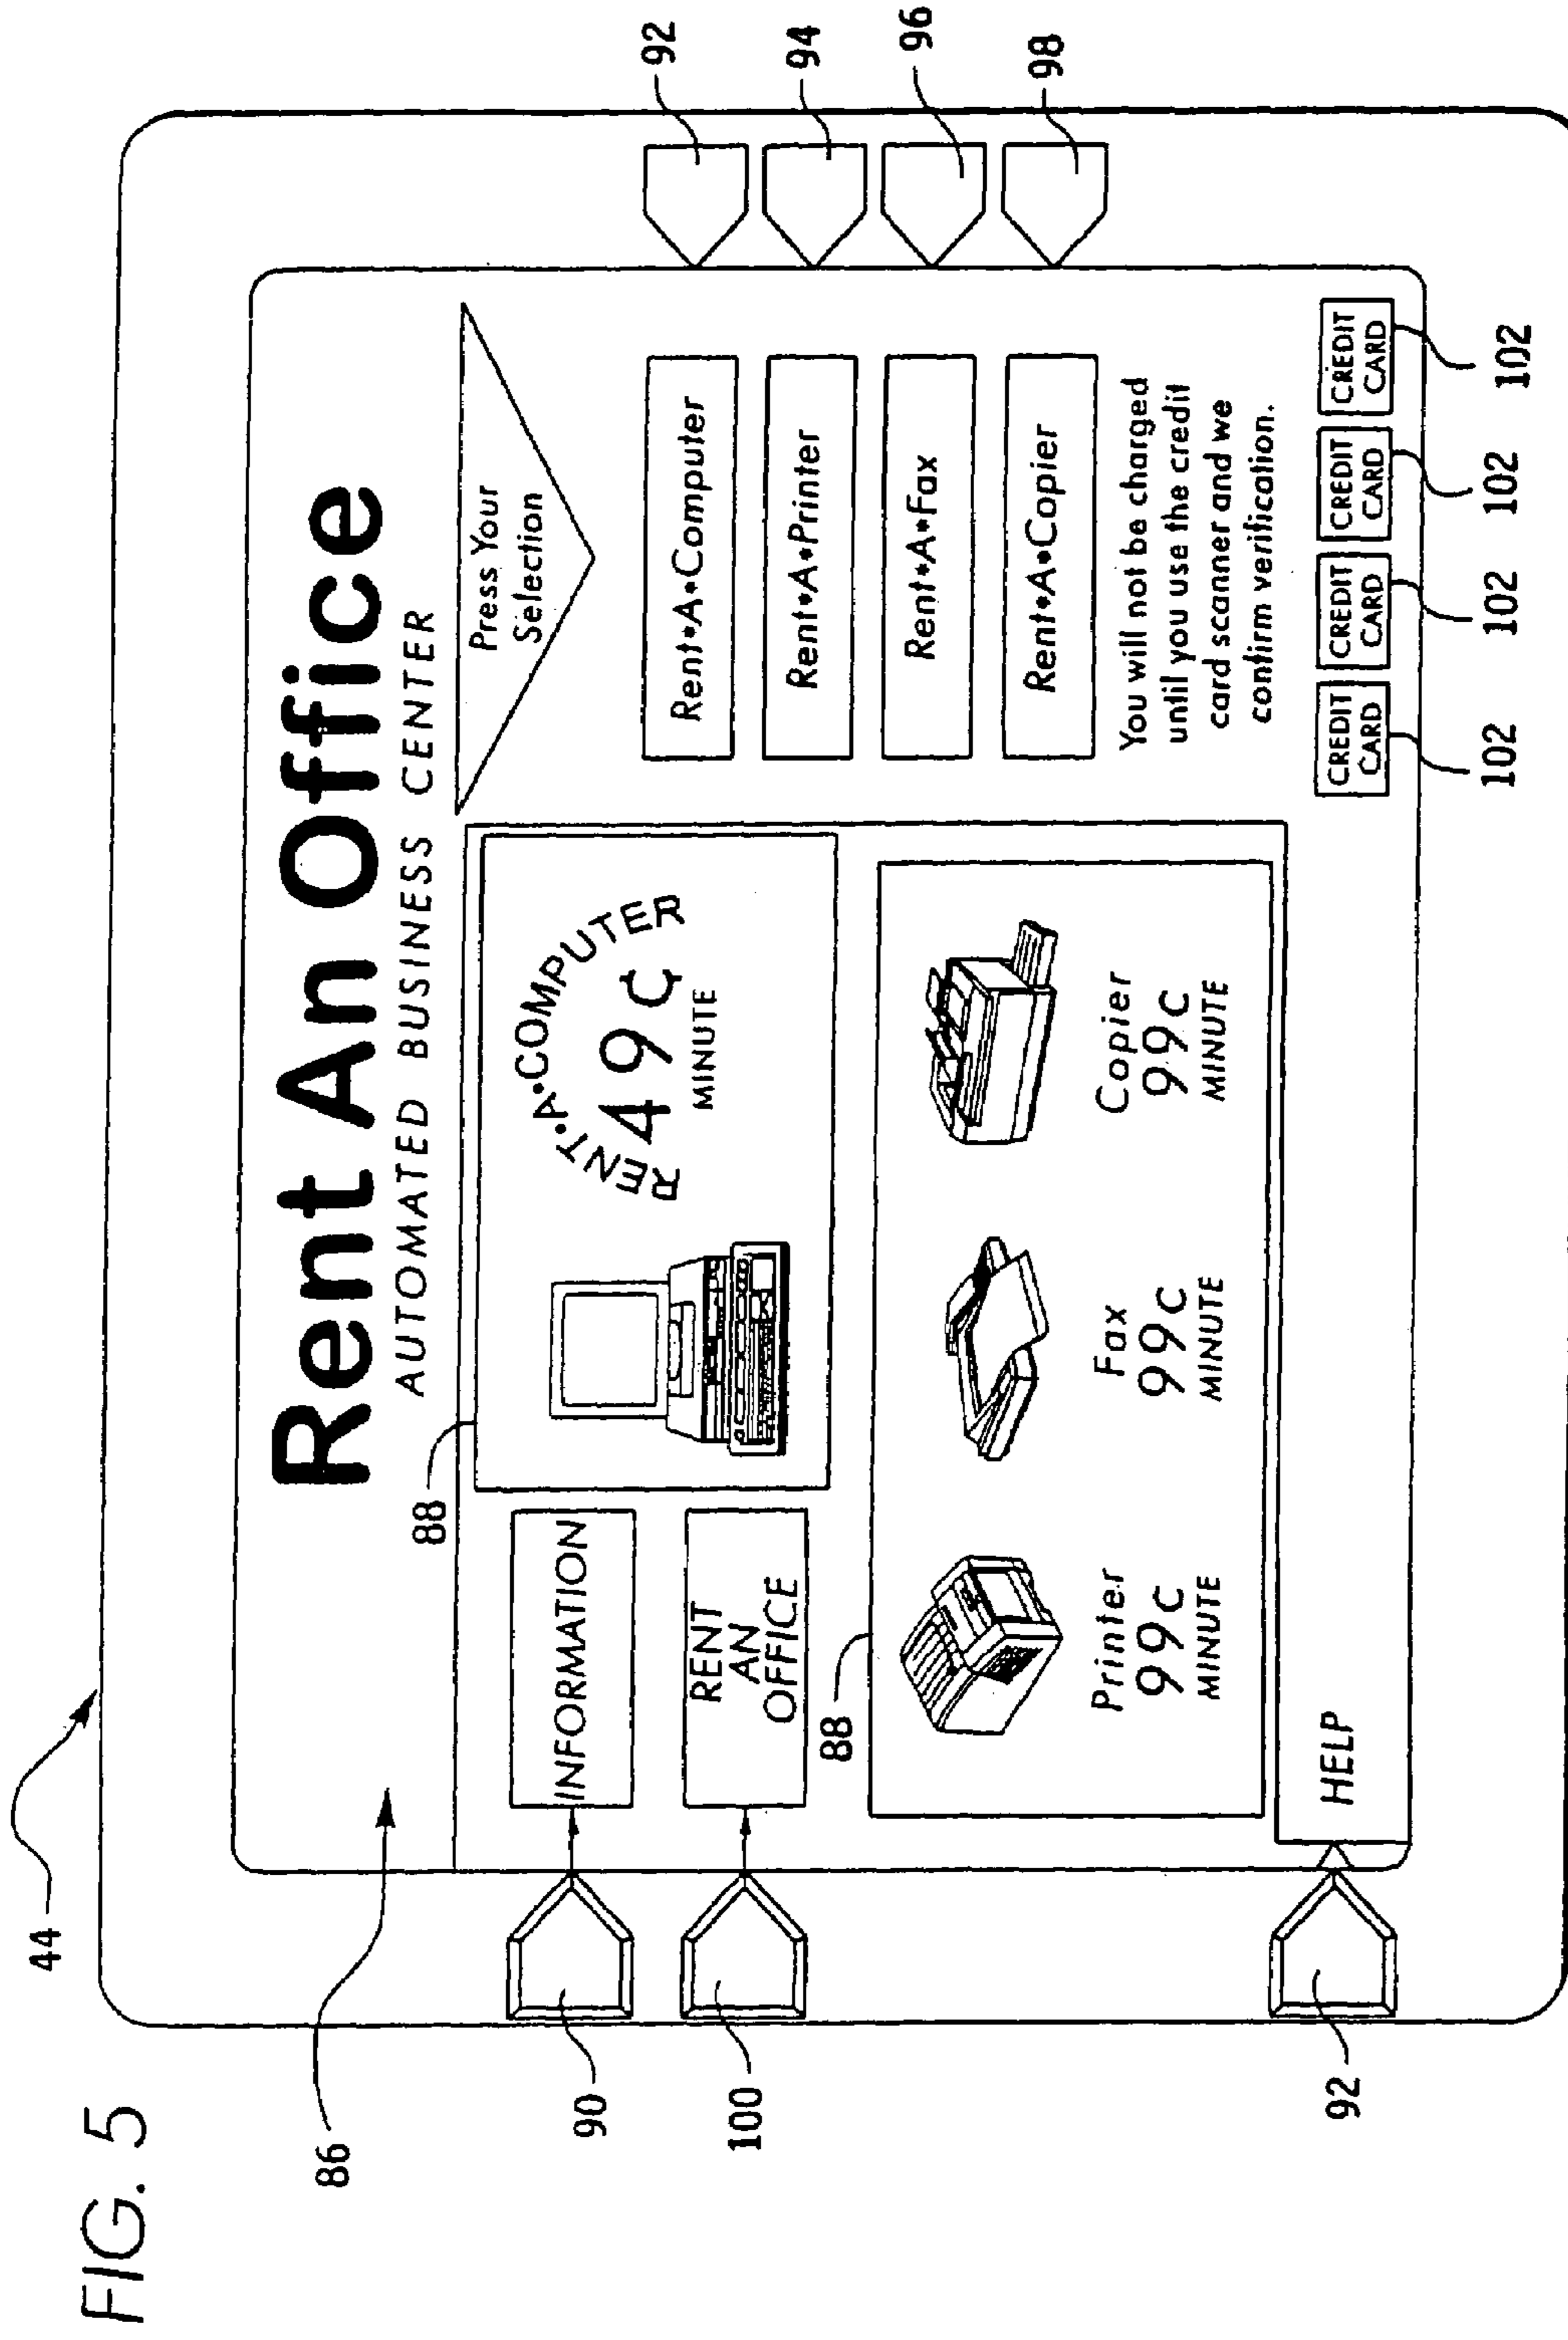 FIG. 5
44
86
Rent An Office
AUTOMATED BUSINESS CENTER
88
90
INFORMATION
100
RENT
AN
OFFICE
RENT•A•COMPUTER
49¢
MINUTE
88
Printer
99c
MINUTE
Fax
99c
MINUTE
Copier
99c
MINUTE
92
HELP
Press Your
Selection
Rent•A•Computer
92
Rent•A•Printer
94
Rent•A•Fax
96
Rent•A•Copier
98
You will not be charged
until you use the credit
card scanner and we
confirm verification.
CREDIT
CARD
CREDIT
CARD
CREDIT
CARD
CREDIT
CARD
102
102
102
102